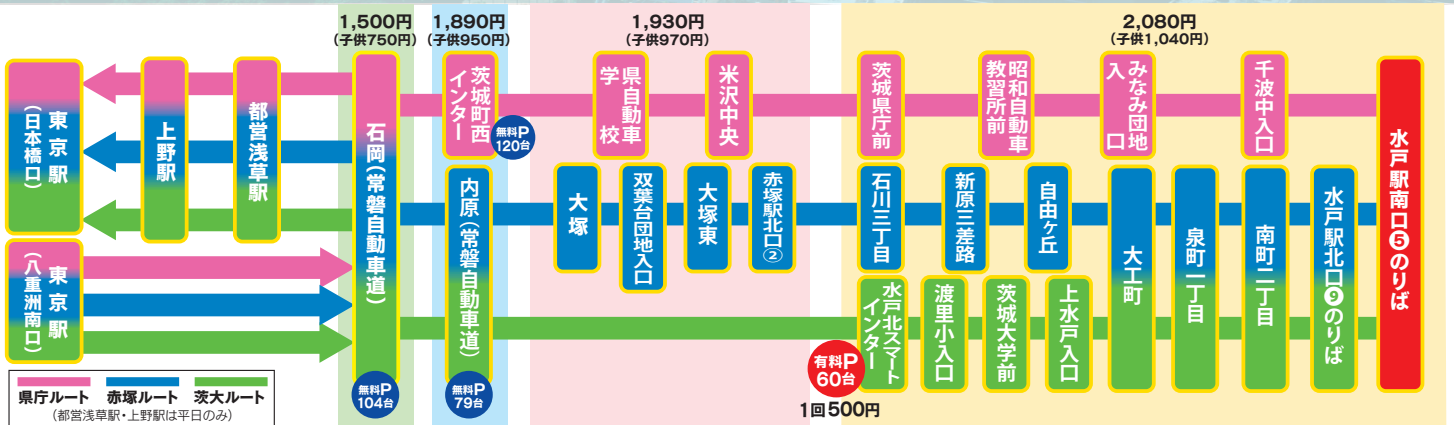 1,500円
(子供750円)
1,890円
(子供950円)
1,930円
(子供970円)
2,080円
(子供1,040円)
東京駅
(日本橋口)
上野駅
都営浅草駅
東京駅
(八重洲南口)
石岡(常磐自動車道)
無料P
104台
茨城町西
インター
無料P
120台
内原(常磐自動車道)
無料P
79台
県自動車
学校
米沢中央
大塚
双葉台団地入口
大塚東
赤塚駅北口②
茨城県庁前
昭和自動車
教習所前
みなみ団地
入口
千波中入口
石川三丁目
新原三差路
自由ヶ丘
水戸北スマート
インター
有料P
60台
1回500円
渡里小入口
茨城大学前
上水戸入口
大工町
泉町一丁目
南町二丁目
水戸駅北口❾のりば
水戸駅南口❺のりば
県庁ルート 赤塚ルート 茨大ルート
(都営浅草駅・上野駅は平日のみ)